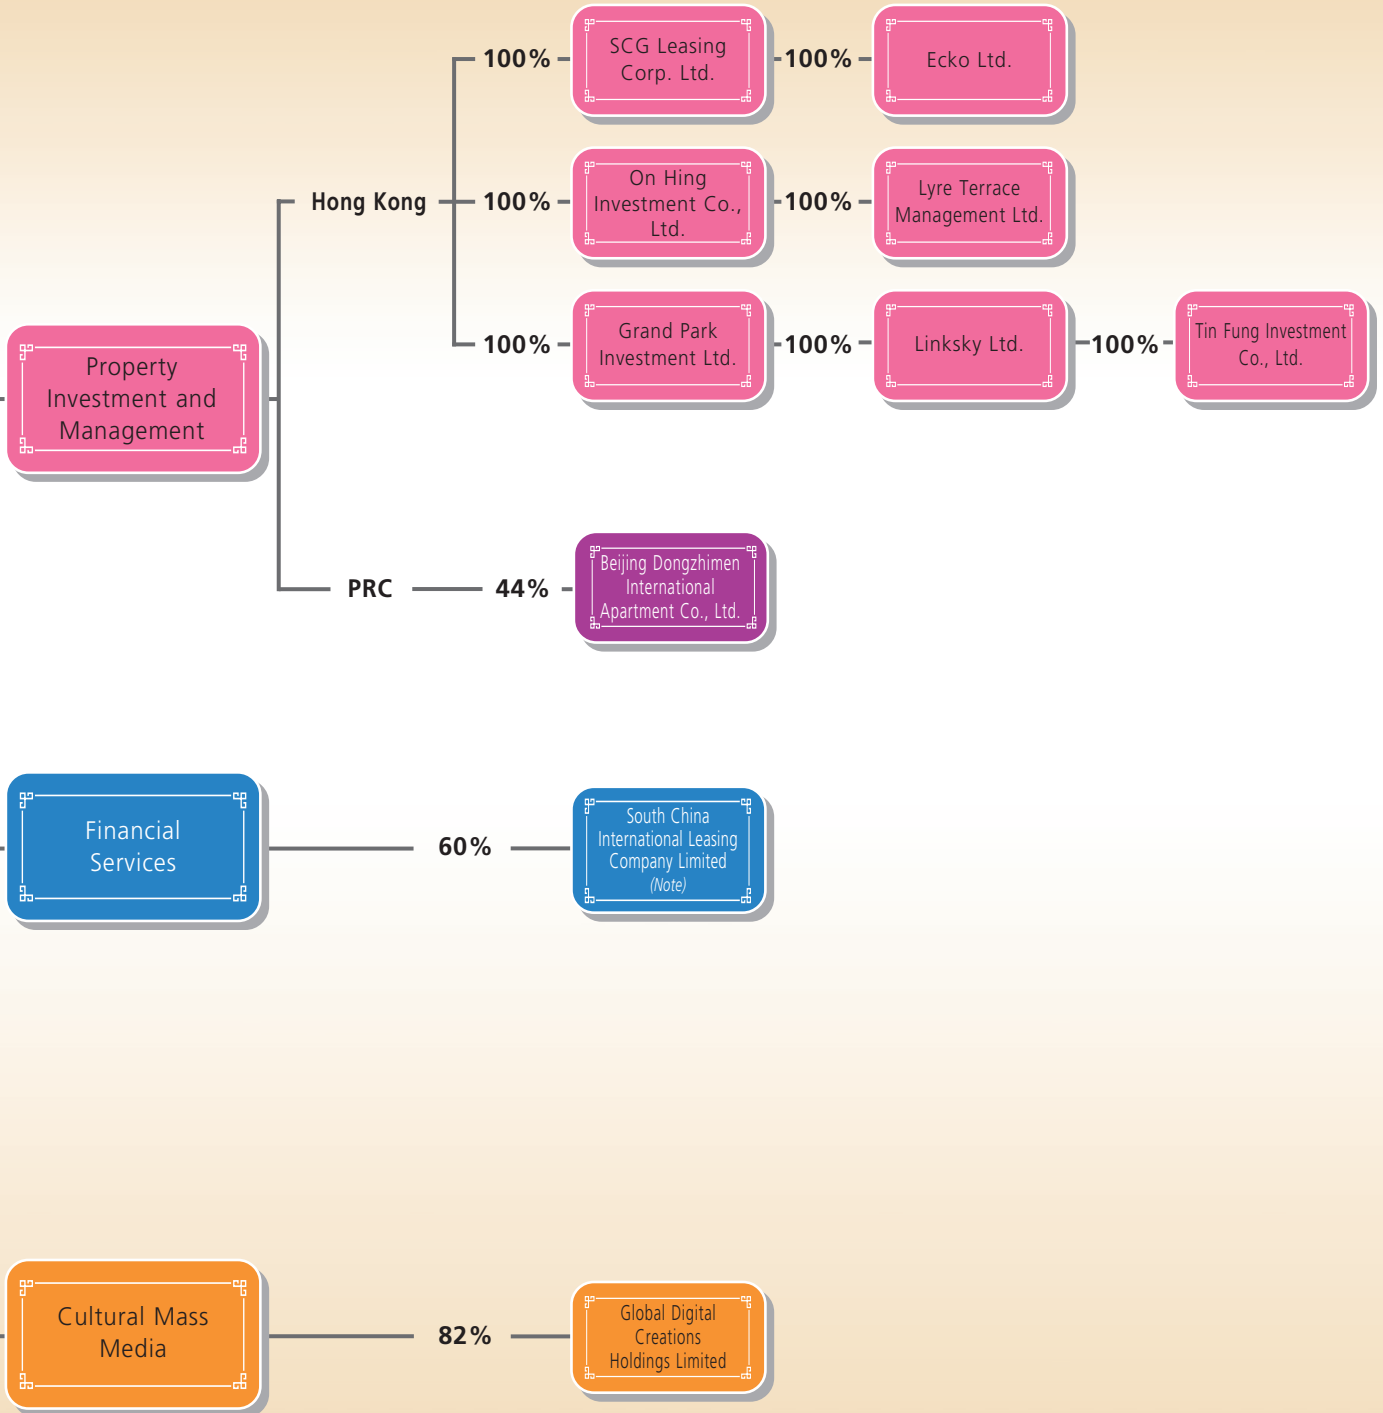 100%
SCG Leasing
Corp. Ltd.
100%
Ecko Ltd.
Hong Kong
100%
On Hing
Investment Co.,
Ltd.
100%
Lyre Terrace
Management Ltd.
100%
Grand Park
Investment Ltd.
100%
Linksky Ltd.
100%
Tin Fung Investment
Co., Ltd.
Property
Investment and
Management
PRC
44%
Beijing Dongzhimen
International
Apartment Co., Ltd.
Financial
Services
60%
South China
International Leasing
Company Limited
(Note)
Cultural Mass
Media
82%
Global Digital
Creations
Holdings Limited